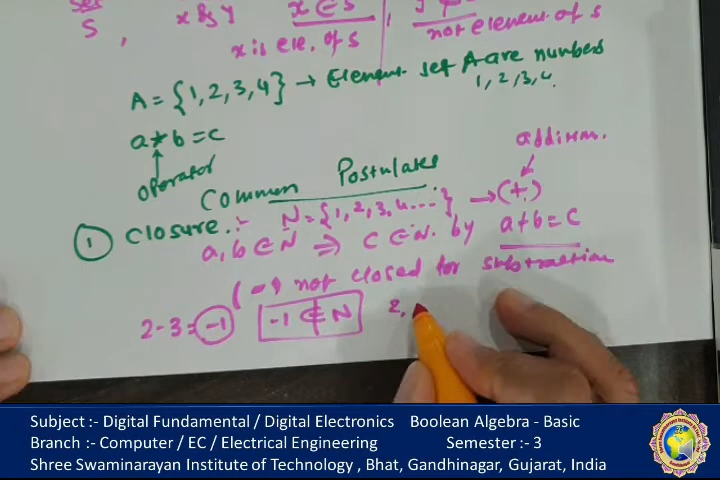 Set
S , x & y x ∈ S
x is ele. of S not element of S
A = {1, 2, 3, 4} → Element set A are numbers
1, 2, 3, 4.
a * b = c
operator
addition.
Common Postulates
① Closure :- N = {1, 2, 3, 4 ....} → (+)
a, b ∈ N ⇒ c ∈ N. by a + b = c
(-) not closed for subtraction
2 - 3 = -1 -1 ∉ N 2,
Subject :- Digital Fundamental / Digital Electronics Boolean Algebra - Basic
Branch :- Computer / EC / Electrical Engineering Semester :- 3
Shree Swaminarayan Institute of Technology , Bhat, Gandhinagar, Gujarat, India